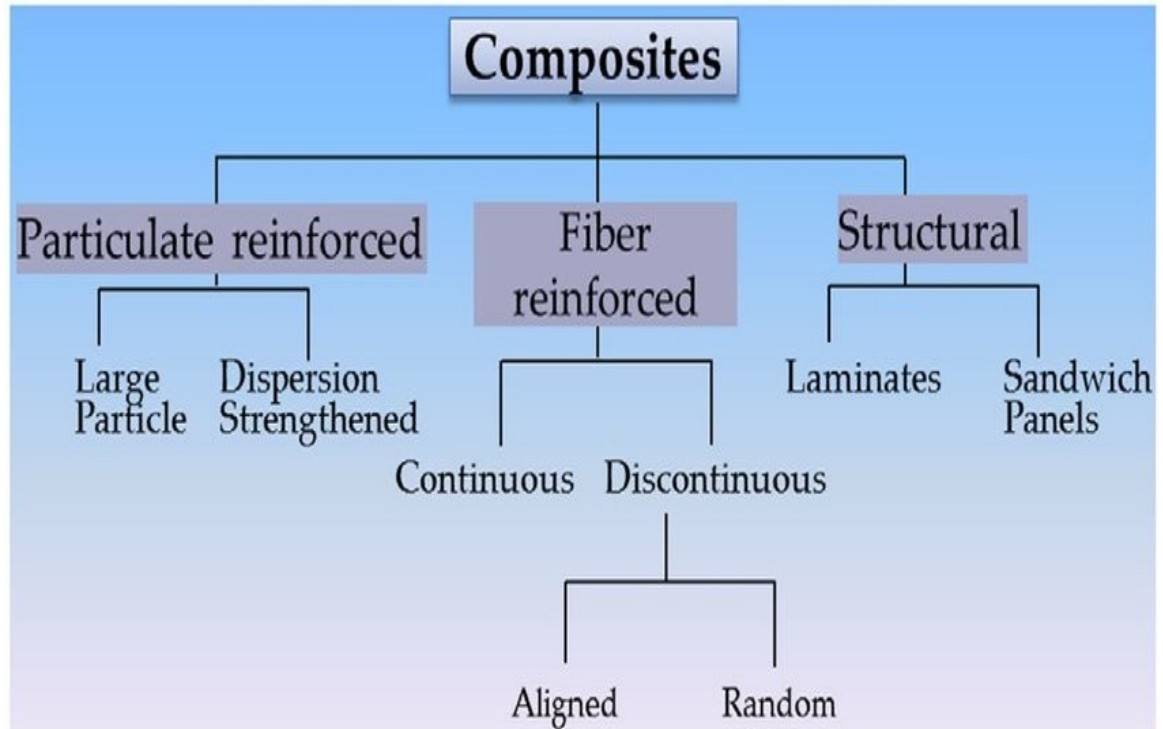 Composites
Particulate reinforced
Fiber
reinforced
Structural
Large
Particle
Dispersion
Strengthened
Laminates
Sandwich
Panels
Continuous
Discontinuous
Aligned
Random